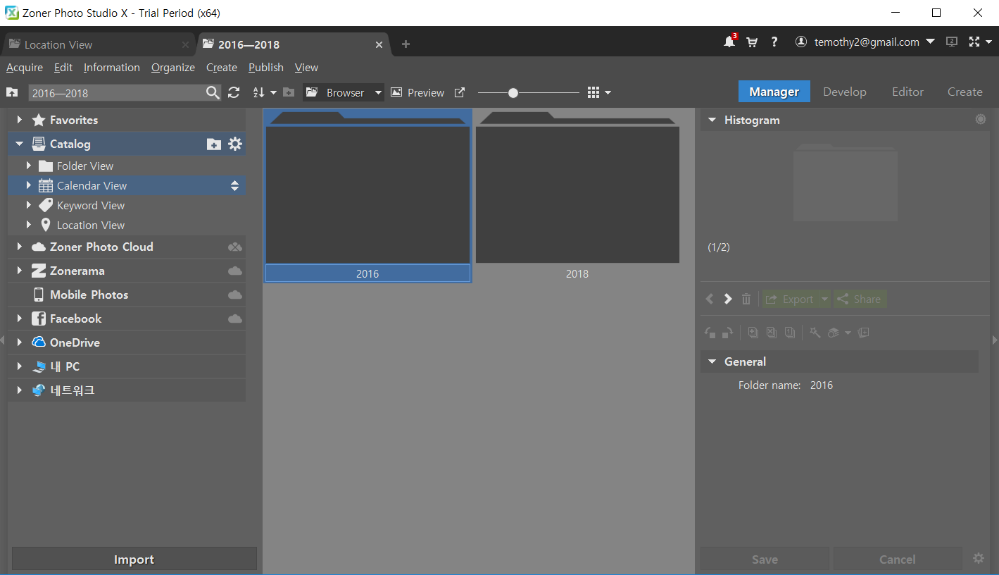 Zoner Photo Studio X - Trial Period (x64)
Location View
2016—2018
3
temothy2@gmail.com
2
Acquire Edit Information Organize Create Publish View
2016—2018
A
Z
Browser
Preview
Manager Develop Editor Create
Favorites
Catalog
Folder View
Calendar View
Keyword View
Location View
Zoner Photo Cloud
Zonerama
Mobile Photos
Facebook
OneDrive
내 PC
네트워크
Import
2016
2018
Histogram
(1/2)
Export
Share
General
Folder name: 2016
Save
Cancel